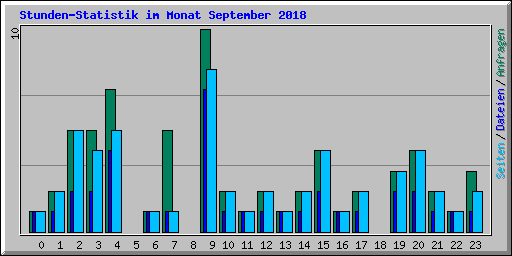 Stunden-Statistik im Monat September 2018
10
Seiten / Dateien / Anfragen
0 1 2 3 4 5 6 7 8 9 10 11 12 13 14 15 16 17 18 19 20 21 22 23